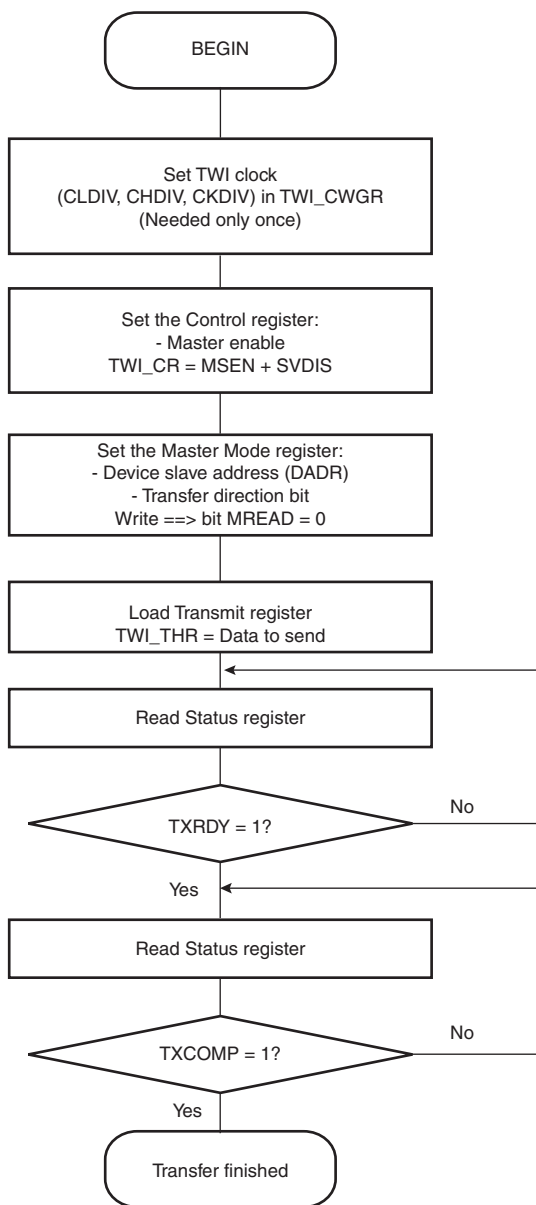 BEGIN
Set TWI clock
(CLDIV, CHDIV, CKDIV) in TWI_CWGR
(Needed only once)
Set the Control register:
- Master enable
TWI_CR = MSEN + SVDIS
Set the Master Mode register:
- Device slave address (DADR)
- Transfer direction bit
Write ==> bit MREAD = 0
Load Transmit register
TWI_THR = Data to send
Read Status register
TXRDY = 1?
No
Yes
Read Status register
TXCOMP = 1?
No
Yes
Transfer finished